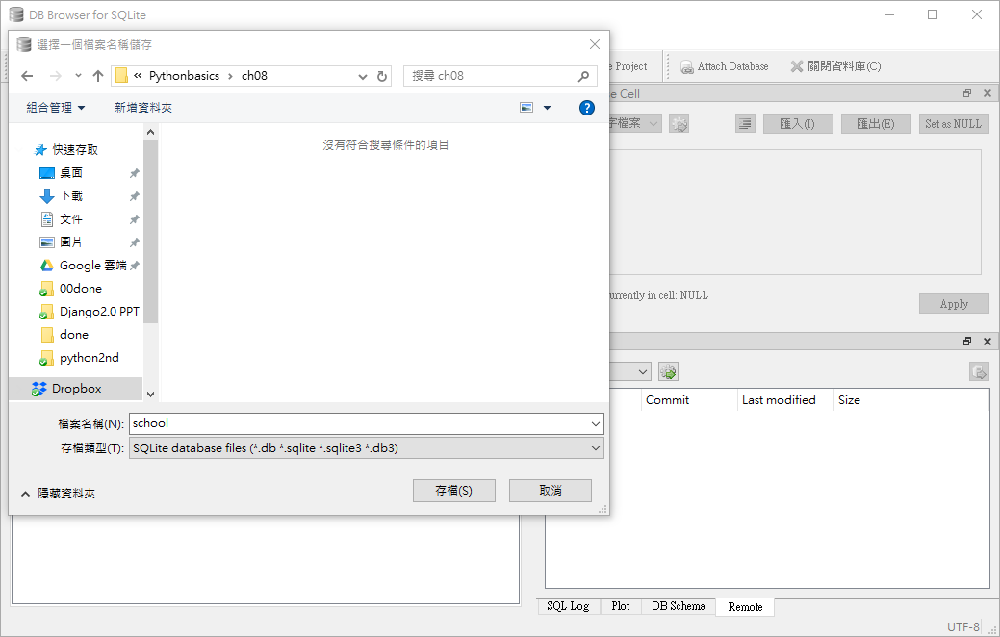 DB Browser for SQLite
選擇一個檔案名稱儲存
« Pythonbasics › ch08
搜尋 ch08
組合管理
新增資料夾
沒有符合搜尋條件的項目
快速存取
桌面
下載
文件
圖片
Google 雲端
00done
Django2.0 PPT
done
python2nd
Dropbox
檔案名稱(N):
school
存檔類型(T):
SQLite database files (*.db *.sqlite *.sqlite3 *.db3)
隱藏資料夾
存檔(S)
取消
e Project
Attach Database
關閉資料庫(C)
e Cell
字檔案
匯入(I)
匯出(E)
Set as NULL
urrently in cell: NULL
Apply
Commit
Last modified
Size
SQL Log
Plot
DB Schema
Remote
UTF-8